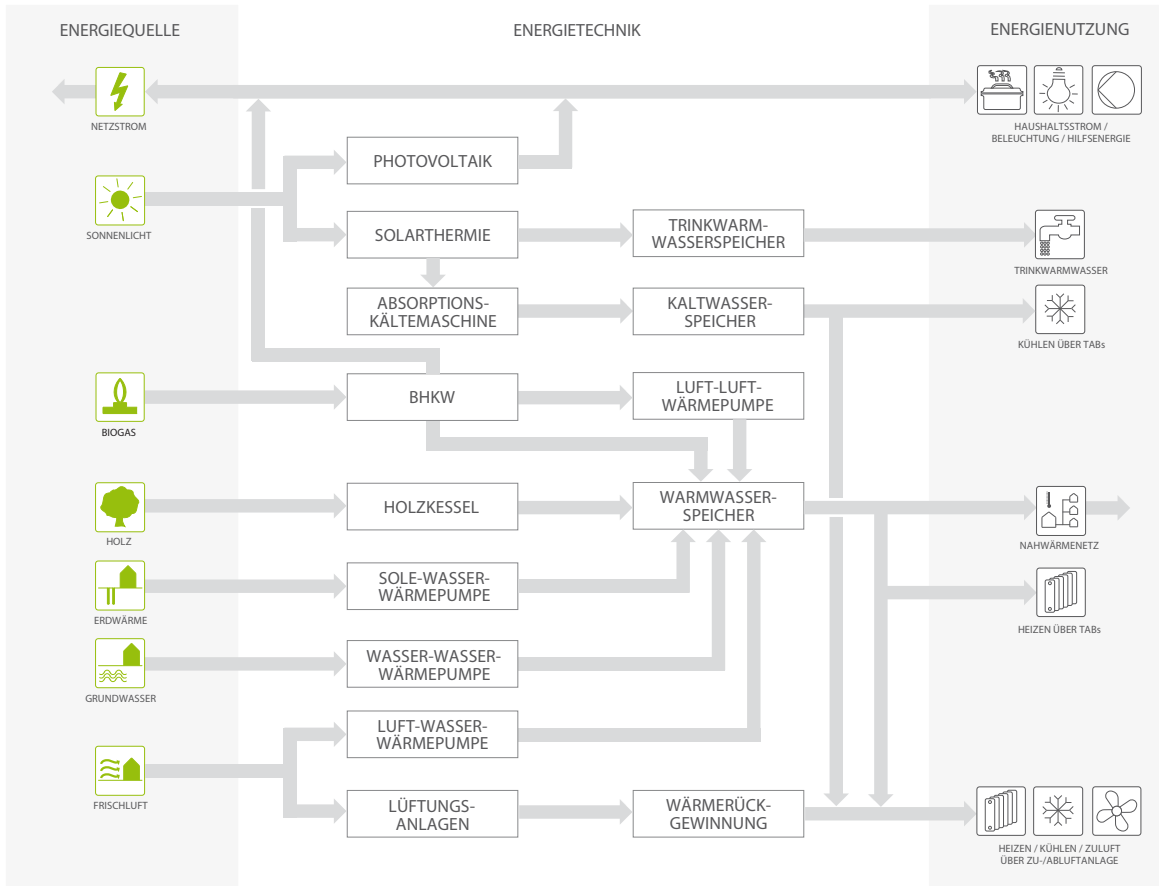 ENERGIEQUELLE
ENERGIETECHNIK
ENERGIENUTZUNG
NETZSTROM
HAUSHALTSSTROM /
BELEUCHTUNG / HILFSENERGIE
SONNENLICHT
PHOTOVOLTAIK
SOLARTHERMIE
TRINKWARM-
WASSERSPEICHER
TRINKWARMWASSER
ABSORPTIONS-
KÄLTEMASCHINE
KALTWASSER-
SPEICHER
KÜHLEN ÜBER TABs
BIOGAS
BHKW
LUFT-LUFT-
WÄRMEPUMPE
HOLZ
HOLZKESSEL
WARMWASSER-
SPEICHER
NAHWÄRMENETZ
ERDWÄRME
SOLE-WASSER-
WÄRMEPUMPE
HEIZEN ÜBER TABs
GRUNDWASSER
WASSER-WASSER-
WÄRMEPUMPE
LUFT-WASSER-
WÄRMEPUMPE
FRISCHLUFT
LÜFTUNGS-
ANLAGEN
WÄRMERÜCK-
GEWINNUNG
HEIZEN / KÜHLEN / ZULUFT
ÜBER ZU-/ABLUFTANLAGE